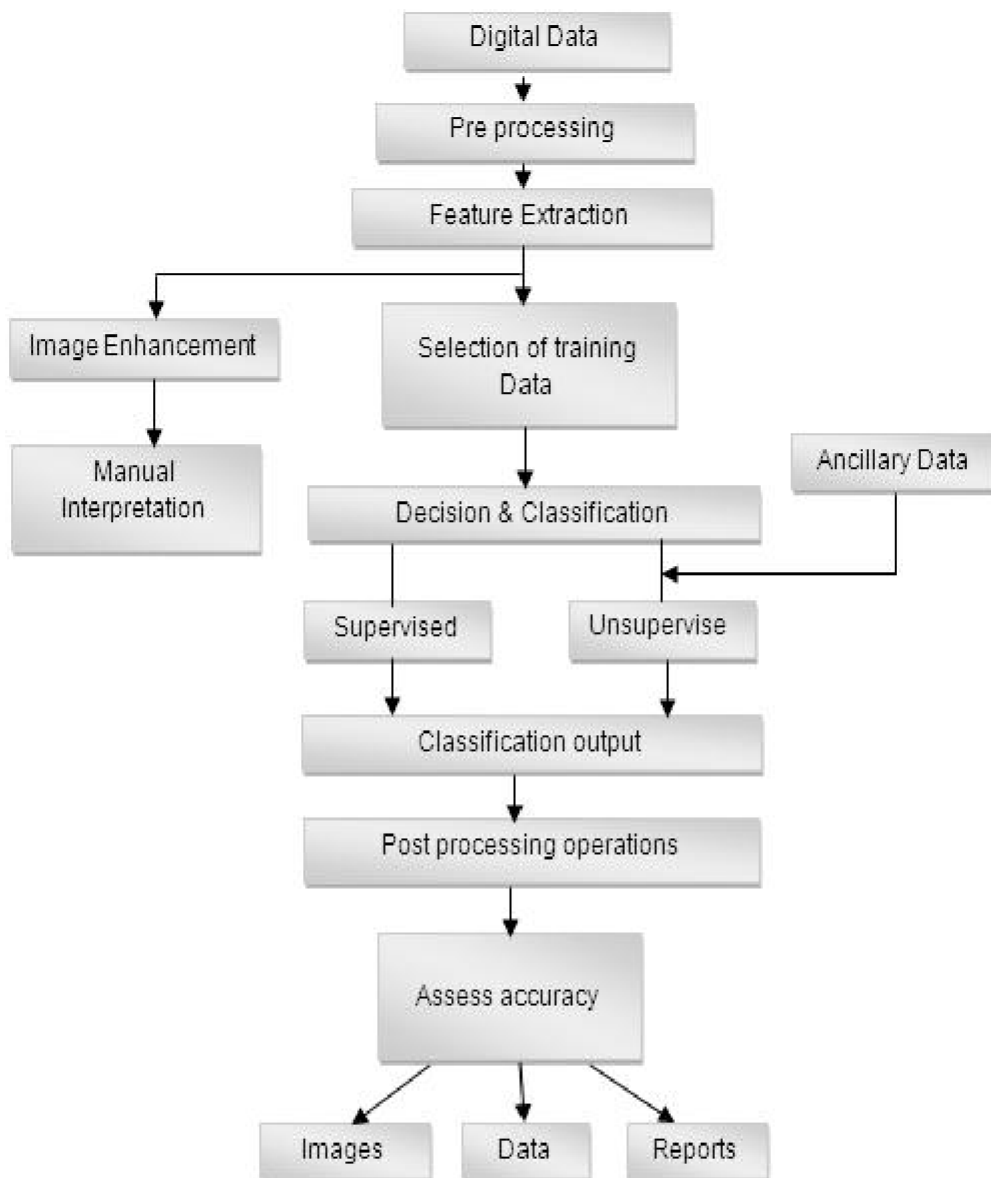 Digital Data
Pre processing
Feature Extraction
Image Enhancement
Selection of training
Data
Manual
Interpretation
Ancillary Data
Decision & Classification
Supervised
Unsupervise
Classification output
Post processing operations
Assess accuracy
Images
Data
Reports